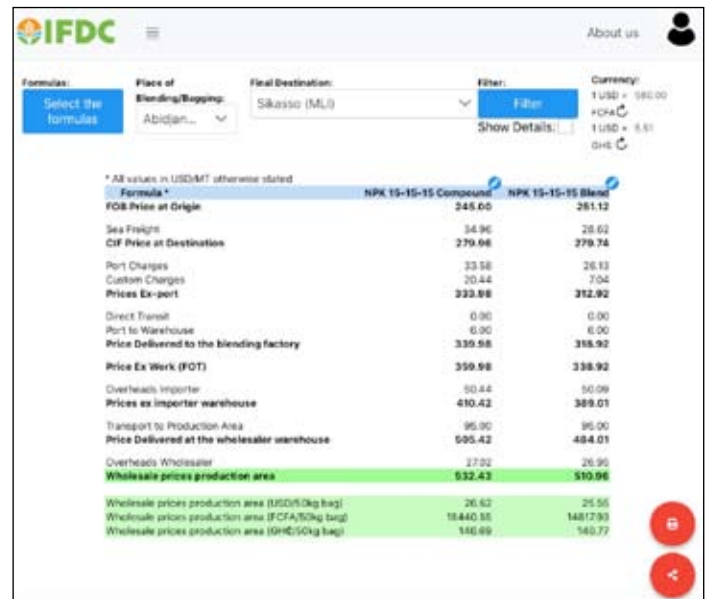 IFDC
About us
Formulas:
Select the
formulas
Place of
Blending/Bagging:
Abidjan...
Final Destination:
Sikasso (MLI)
Filter:
Filter
Show Details:
Currency:
1 USD = 580.00
FCFA
1 USD = 5.51
GHS
* All values in USD/MT otherwise stated
Formula * NPK 15-15-15 Compound NPK 15-15-15 Blend
FOB Price at Origin 245.00 251.12
Sea Freight 34.96 28.62
CIF Price at Destination 279.96 279.74
Port Charges 33.58 26.13
Custom Charges 20.44 7.04
Prices Ex-port 333.98 312.92
Direct Transit 0.00 0.00
Port to Warehouse 6.00 6.00
Price Delivered to the blending factory 339.98 318.92
Price Ex Work (FOT) 359.98 338.92
Overheads Importer 50.44 50.09
Prices ex importer warehouse 410.42 389.01
Transport to Production Area 95.00 95.00
Price Delivered at the wholesaler warehouse 505.42 484.01
Overheads Wholesaler 27.02 26.95
Wholesale prices production area 532.43 510.96
Wholesale prices production area (USD/50kg bag) 26.62 25.55
Wholesale prices production area (FCFA/50kg bag) 14817.93
Wholesale prices production area (GH₵/50kg bag) 146.69 140.77